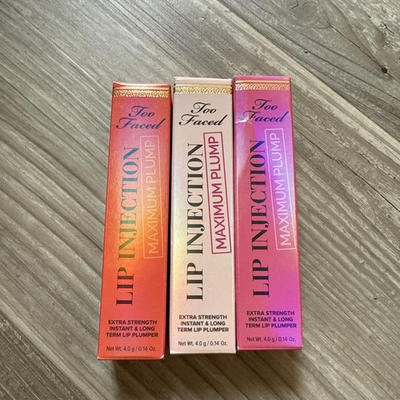 Too
Faced
LIP INJECTION
MAXIMUM PLUMP
EXTRA STRENGTH
INSTANT & LONG
TERM LIP PLUMPER
Net Wt. 4.0 g / 0.14 Oz.
Too
Faced
LIP INJECTION
MAXIMUM PLUMP
EXTRA STRENGTH
INSTANT & LONG
TERM LIP PLUMPER
Net Wt. 4.0 g / 0.14 Oz.
Too
Faced
LIP INJECTION
MAXIMUM PLUMP
EXTRA STRENGTH
INSTANT & LONG
TERM LIP PLUMPER
Net Wt. 4.0 g / 0.14 Oz.